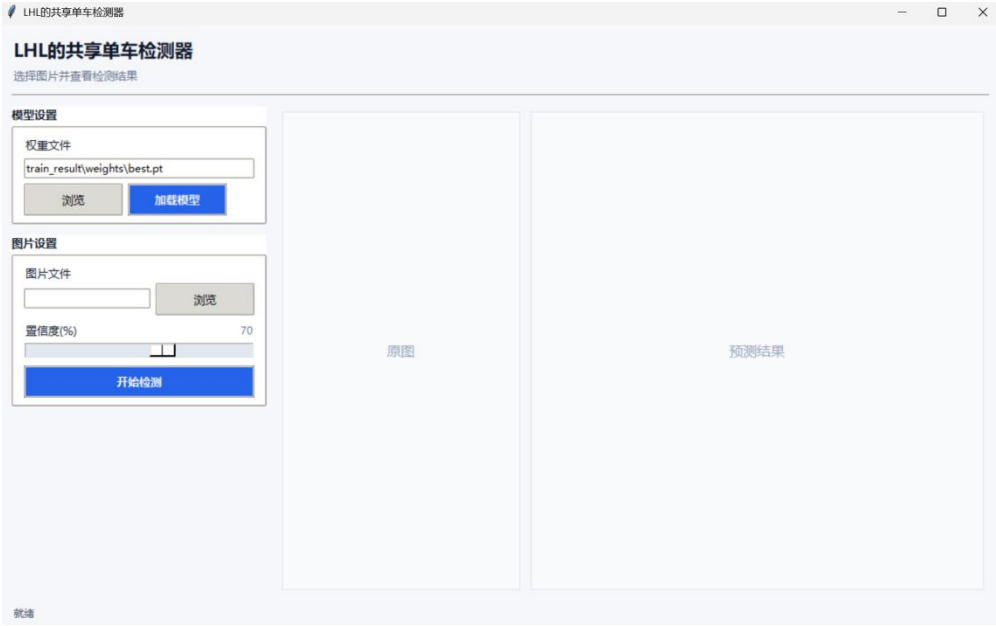 LHL的共享单车检测器
LHL的共享单车检测器
选择图片并查看检测结果
模型设置
权重文件
train_result\weights\best.pt
浏览 加载模型
图片设置
图片文件
浏览
置信度(%) 70
开始检测
原图
预测结果
就绪